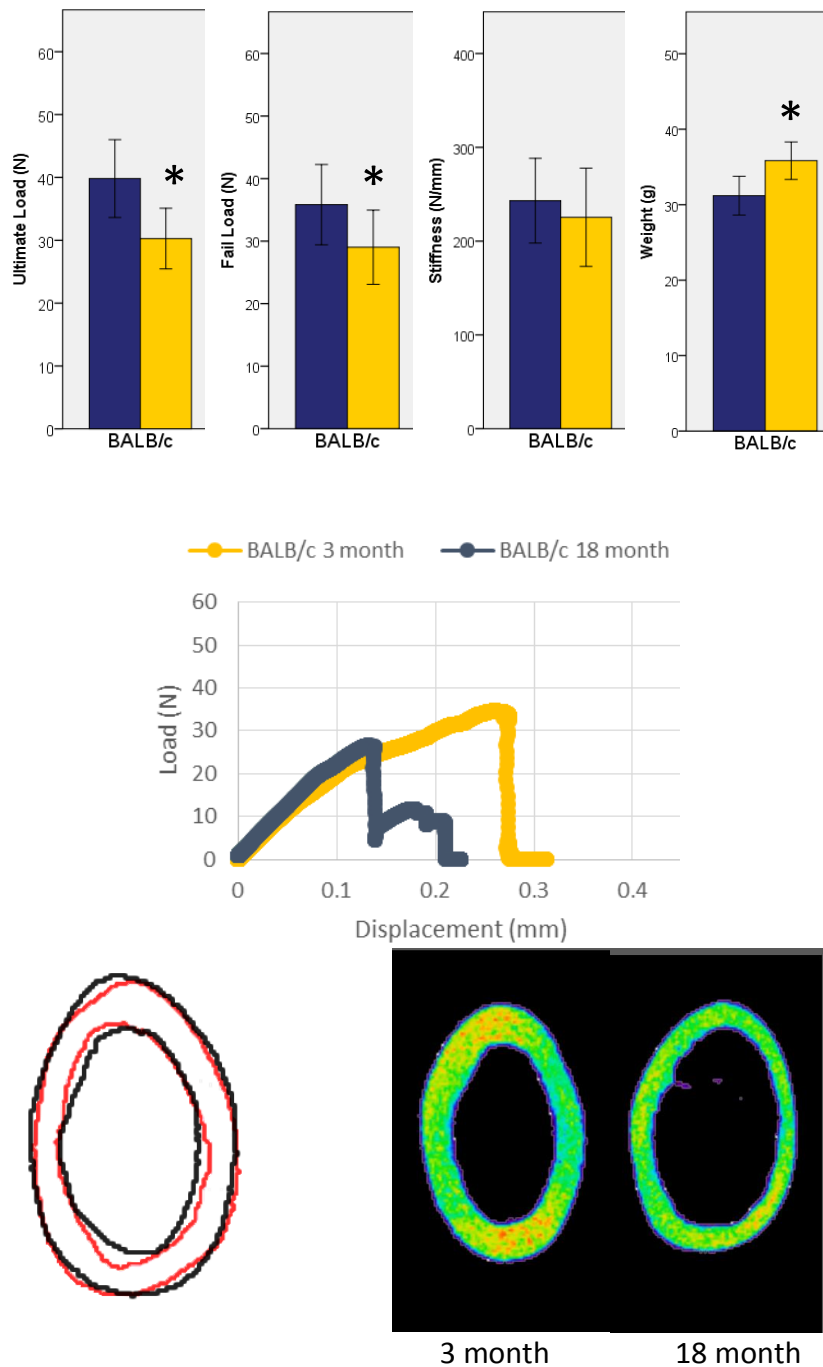 60
50
40
30
20
10
0
Ultimate Load (N)
*
BALB/c
60
50
40
30
20
10
0
Fail Load (N)
*
BALB/c
400
300
200
100
0
Stiffness (N/mm)
BALB/c
50
40
30
20
10
0
Weight (g)
*
BALB/c
BALB/c 3 month
BALB/c 18 month
60
50
40
30
20
10
0
Load (N)
0 0.1 0.2 0.3 0.4
Displacement (mm)
3 month
18 month